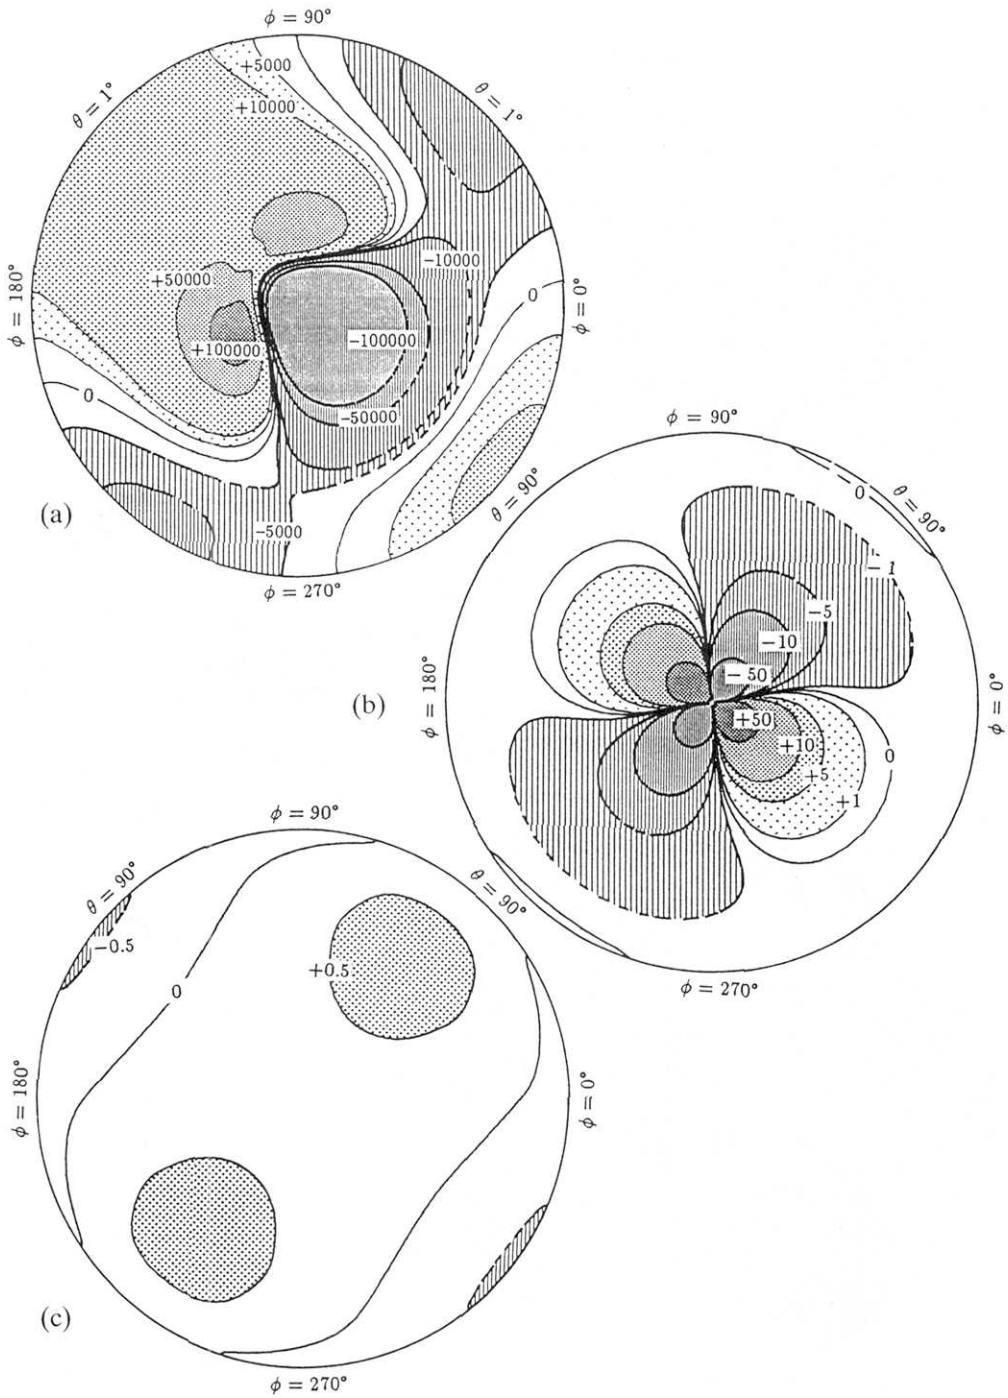 ϕ = 90°
+5000
+10000
θ = 1°
θ = 1°
+50000
−10000
ϕ = 180°
0
ϕ = 0°
+100000
−100000
0
−50000
(a)
−5000
θ = 90°
ϕ = 270°
ϕ = 90°
0
θ = 90°
− 1
−5
−10
− 50
ϕ = 180°
(b)
+50
ϕ = 0°
+10
0
+5
+1
ϕ = 270°
ϕ = 90°
θ = 90°
−0.5
+0.5
0
ϕ = 180°
ϕ = 0°
(c)
ϕ = 270°